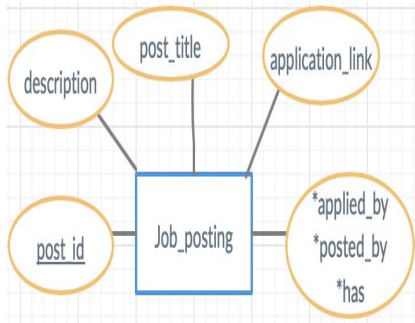 post_title
application_link
description
*applied_by
post_id
Job_posting
*posted_by
*has